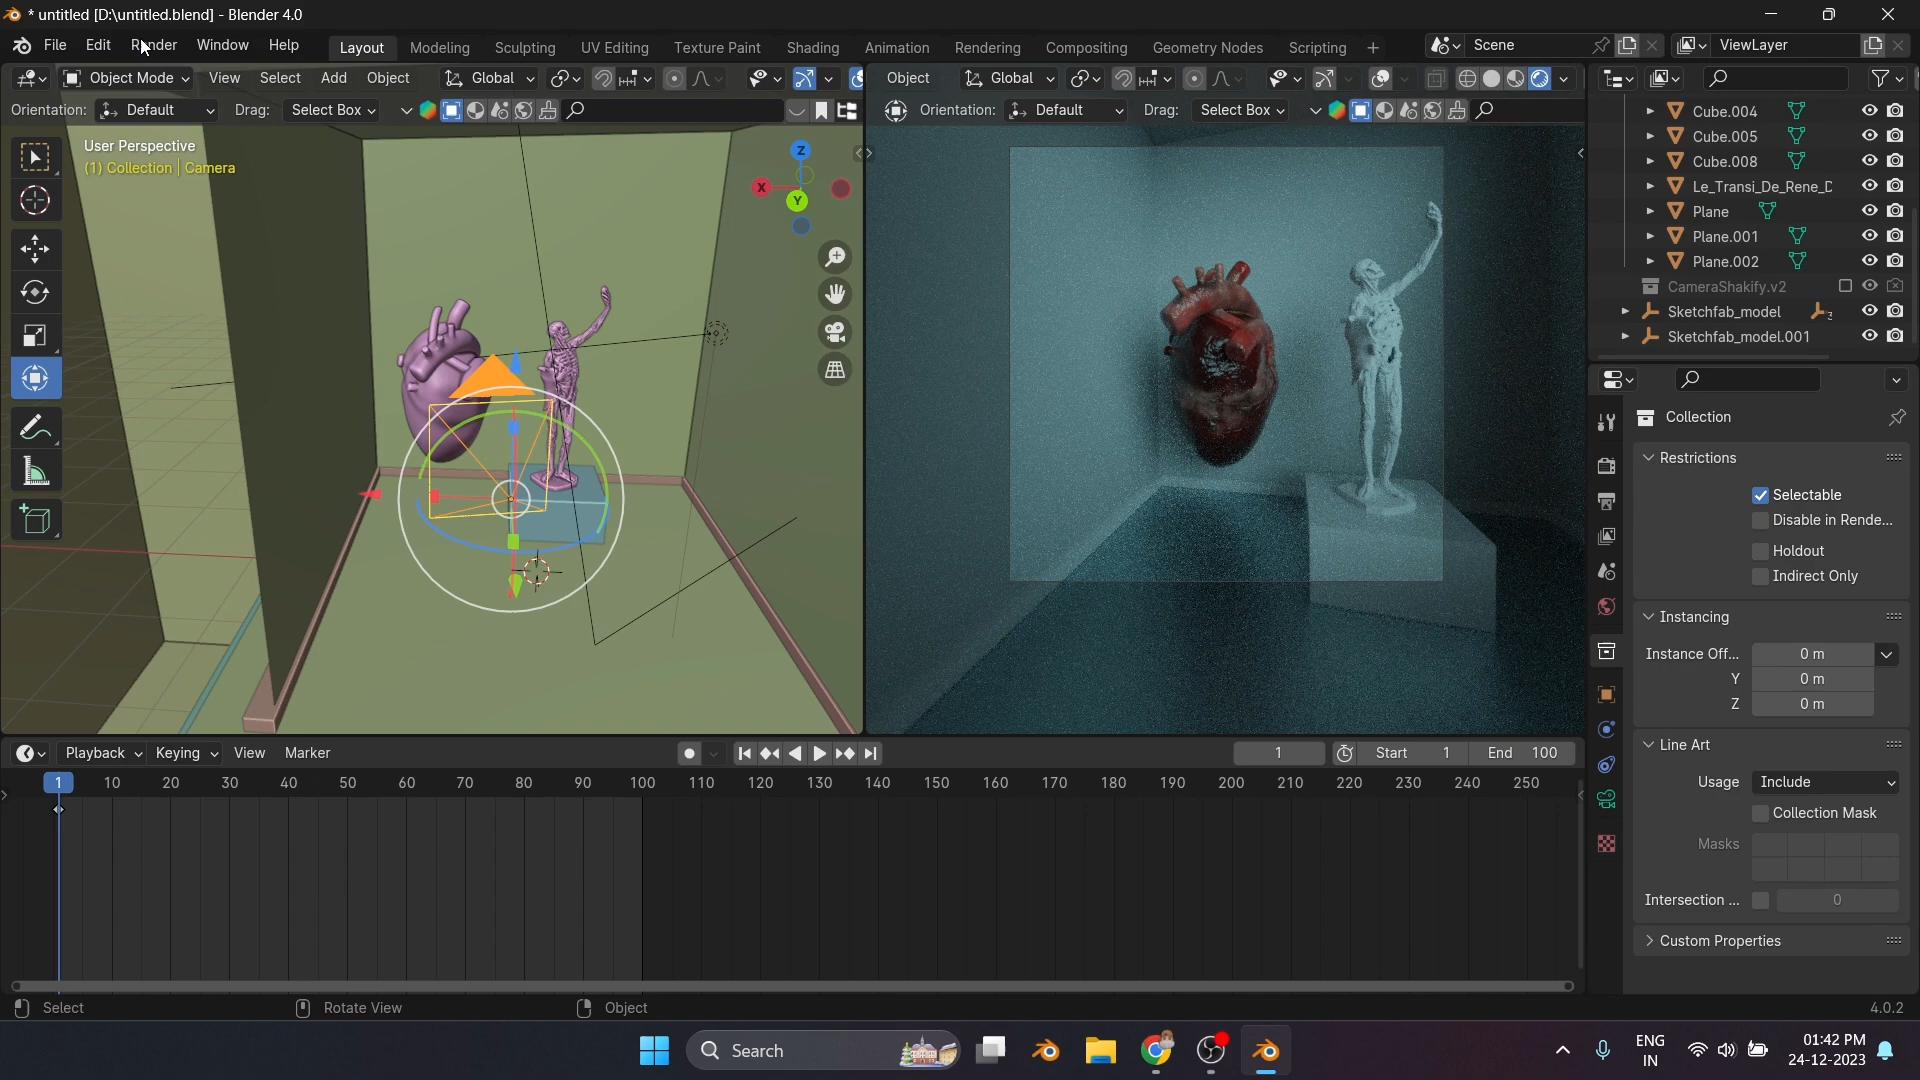 * untitled [D:\untitled.blend] - Blender 4.0
File Edit Render Window Help Layout Modeling Sculpting UV Editing Texture Paint Shading Animation Rendering Compositing Geometry Nodes Scripting + Scene ViewLayer
Object Mode View Select Add Object Global Object Global
Orientation: Default Drag: Select Box Orientation: Default Drag: Select Box
User Perspective
(1) Collection | Camera
Z
X
Y
Cube.004
Cube.005
Cube.008
Le_Transi_De_Rene_D
Plane
Plane.001
Plane.002
CameraShakify.v2
Sketchfab_model 3
Sketchfab_model.001
Collection
Restrictions
Selectable
Disable in Rende...
Holdout
Indirect Only
Instancing
Instance Off... 0 m
Y 0 m
Z 0 m
Line Art
Usage Include
Collection Mask
Masks
Intersection ... 0
Custom Properties
Playback Keying View Marker 1 Start 1 End 100
1 10 20 30 40 50 60 70 80 90 100 110 120 130 140 150 160 170 180 190 200 210 220 230 240 250
Select Rotate View Object 4.0.2
Search
ENG
IN
01:42 PM
24-12-2023